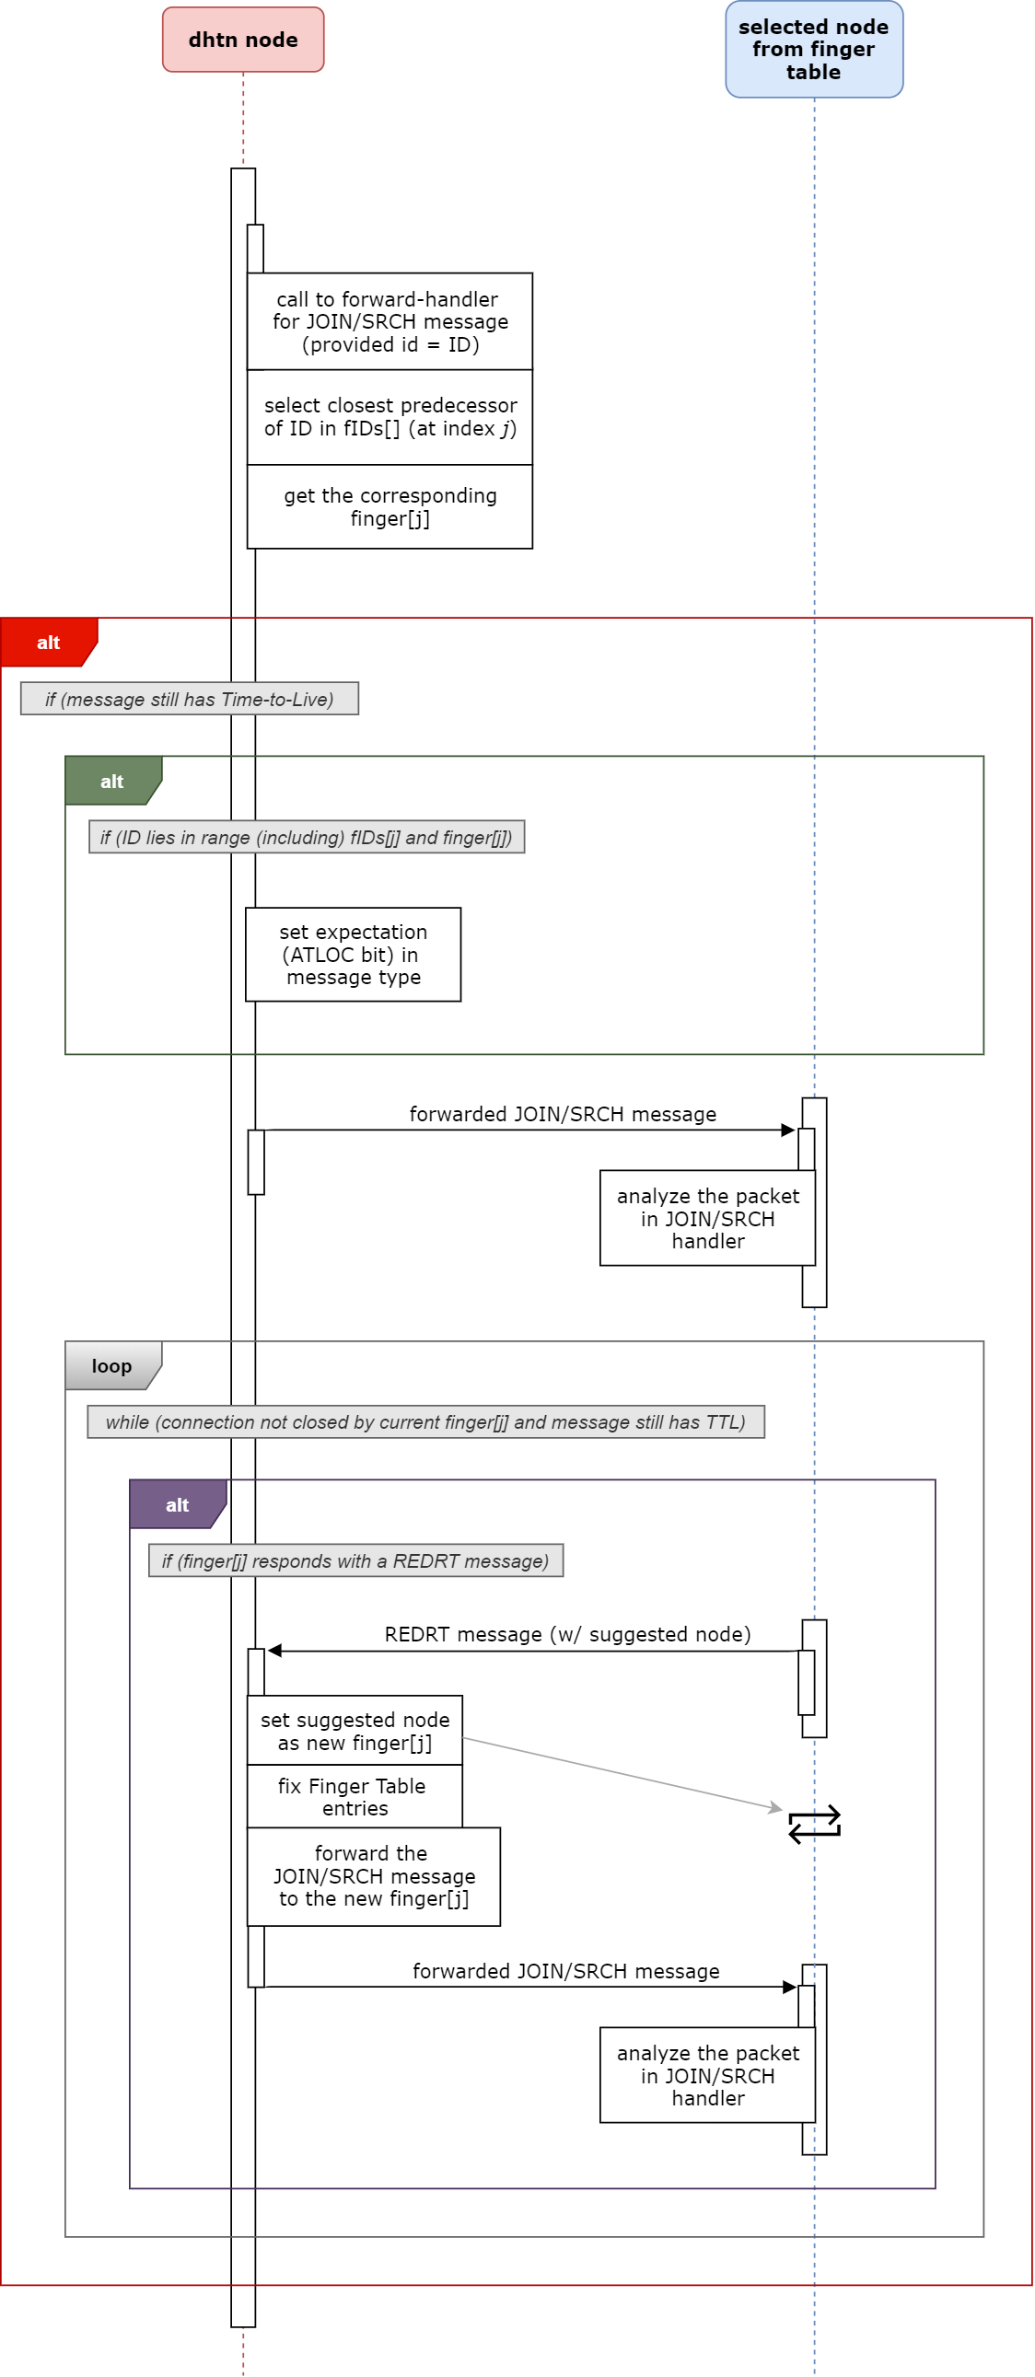 dhtn node
selected node
from finger
table
call to forward-handler
for JOIN/SRCH message
(provided id = ID)
select closest predecessor
of ID in fIDs[] (at index j)
get the corresponding
finger[j]
alt
if (message still has Time-to-Live)
alt
if (ID lies in range (including) fIDs[j] and finger[j])
set expectation
(ATLOC bit) in
message type
forwarded JOIN/SRCH message
analyze the packet
in JOIN/SRCH
handler
loop
while (connection not closed by current finger[j] and message still has TTL)
alt
if (finger[j] responds with a REDRT message)
REDRT message (w/ suggested node)
set suggested node
as new finger[j]
fix Finger Table
entries
forward the
JOIN/SRCH message
to the new finger[j]
forwarded JOIN/SRCH message
analyze the packet
in JOIN/SRCH
handler